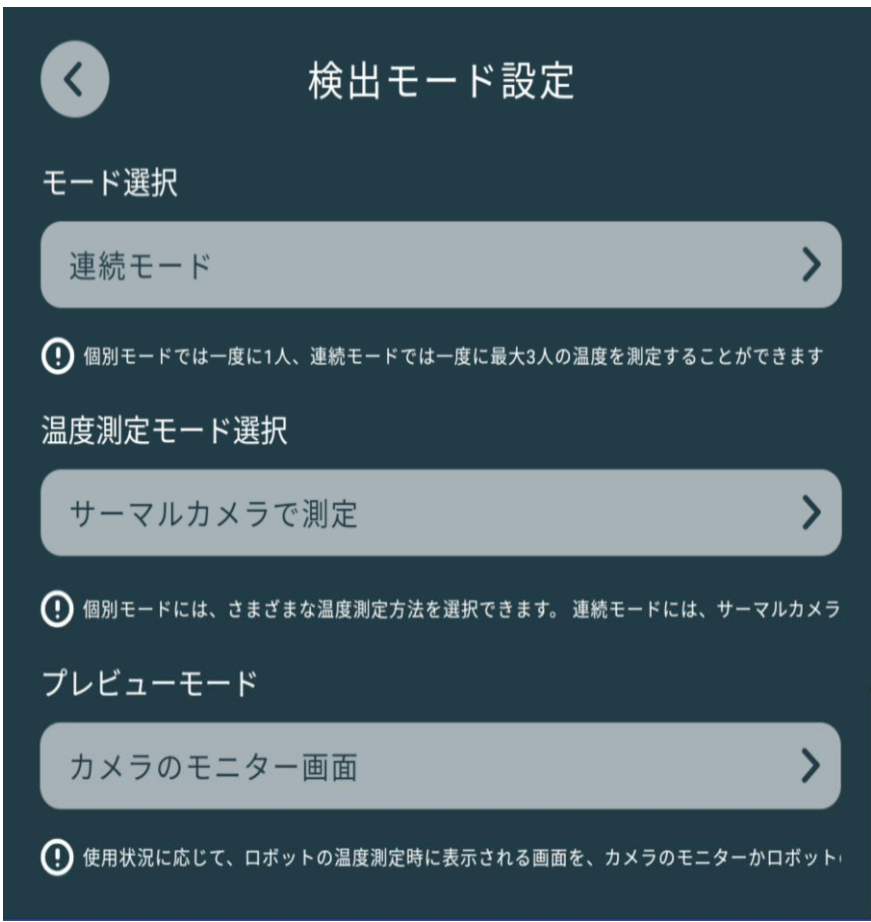 検出モード設定
モード選択
連続モード
個別モードでは一度に1人、連続モードでは一度に最大3人の温度を測定することができます
温度測定モード選択
サーマルカメラで測定
個別モードには、さまざまな温度測定方法を選択できます。 連続モードには、サーマルカメラ
プレビューモード
カメラのモニター画面
使用状況に応じて、ロボットの温度測定時に表示される画面を、カメラのモニターかロボット